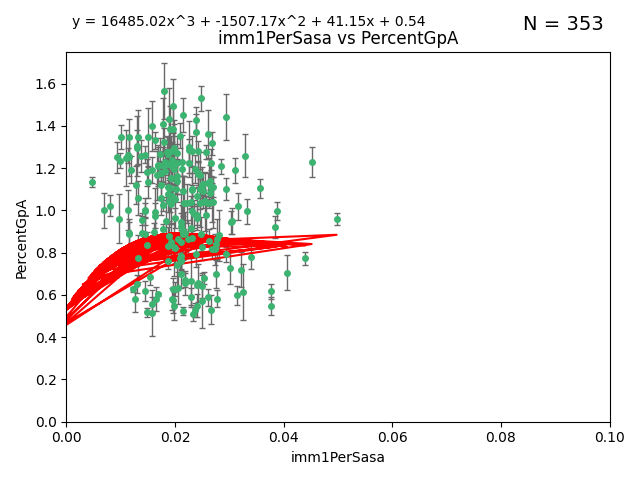 y = 16485.02x^3 + -1507.17x^2 + 41.15x + 0.54
N = 353
imm1PerSasa vs PercentGpA
PercentGpA
1.6
1.4
1.2
1.0
0.8
0.6
0.4
0.2
0.0
0.00 0.02 0.04 0.06 0.08 0.10
imm1PerSasa